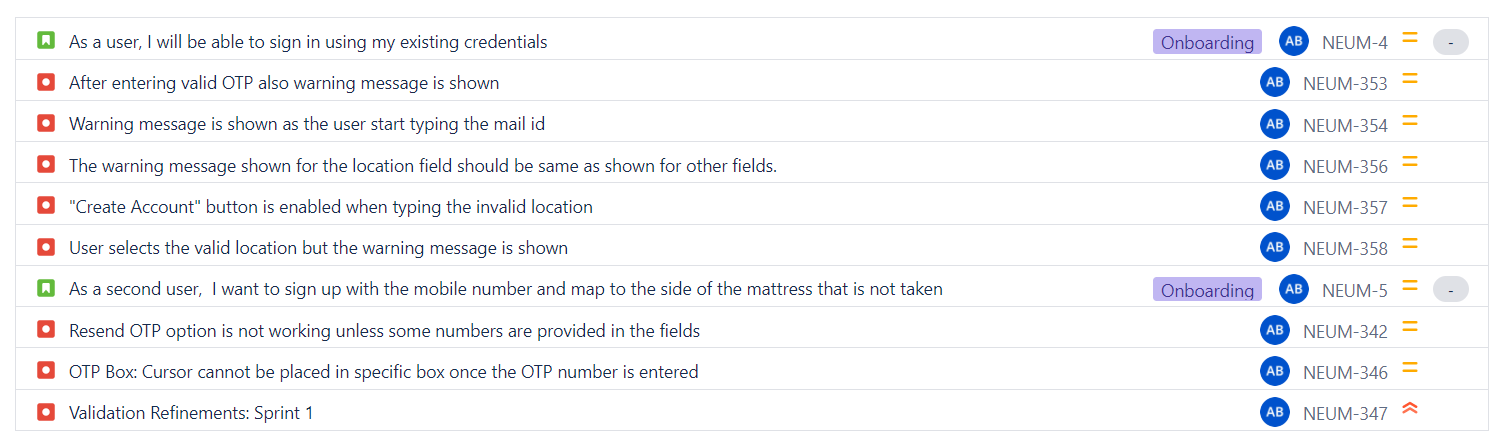 As a user, I will be able to sign in using my existing credentials Onboarding AB NEUM-4 -
After entering valid OTP also warning message is shown AB NEUM-353
Warning message is shown as the user start typing the mail id AB NEUM-354
The warning message shown for the location field should be same as shown for other fields. AB NEUM-356
"Create Account" button is enabled when typing the invalid location AB NEUM-357
User selects the valid location but the warning message is shown AB NEUM-358
As a second user,  I want to sign up with the mobile number and map to the side of the mattress that is not taken Onboarding AB NEUM-5 -
Resend OTP option is not working unless some numbers are provided in the fields AB NEUM-342
OTP Box: Cursor cannot be placed in specific box once the OTP number is entered AB NEUM-346
Validation Refinements: Sprint 1 AB NEUM-347